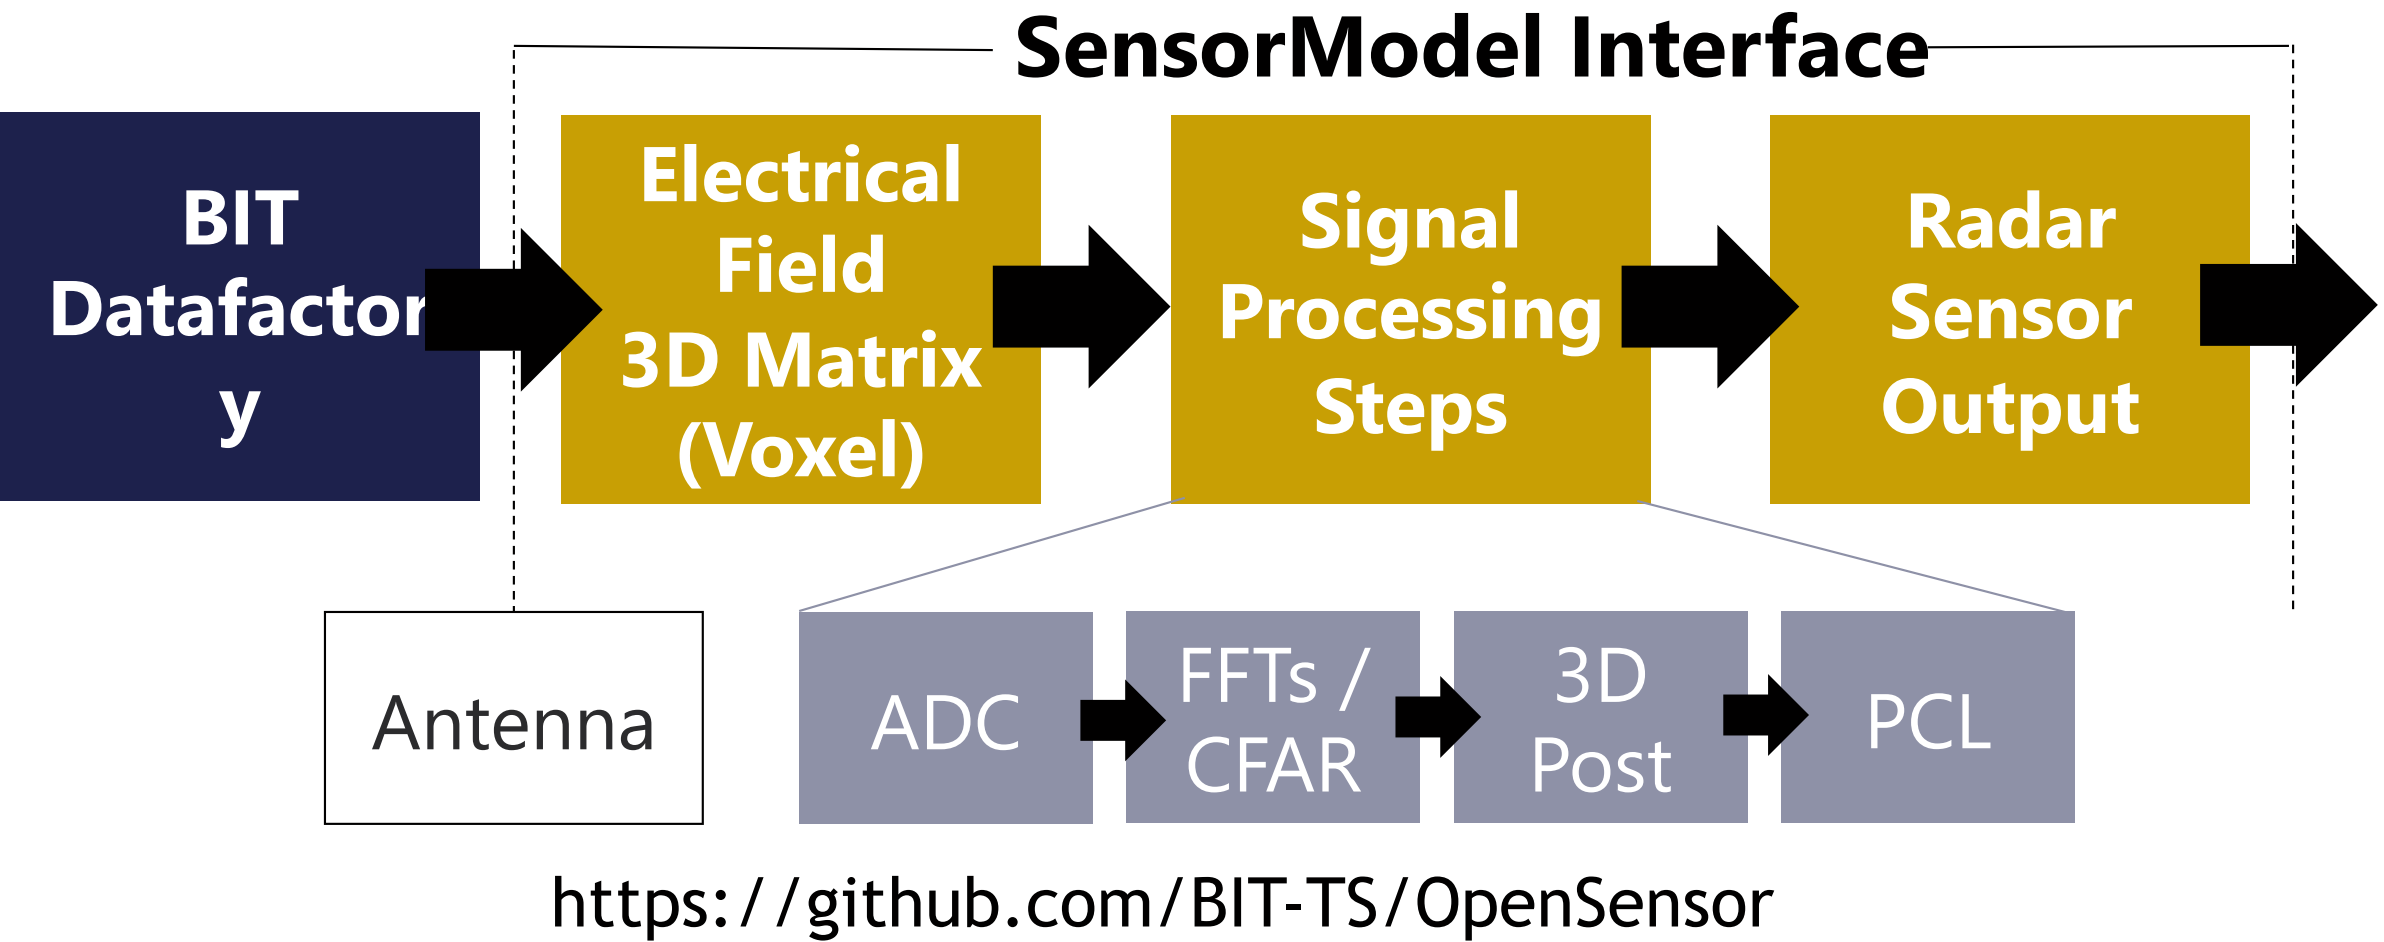 SensorModel Interface
BIT
Datafactor
y
Electrical
Field
3D Matrix
(Voxel)
Signal
Processing
Steps
Radar
Sensor
Output
Antenna
ADC
FFTs /
CFAR
3D
Post
PCL
https://github.com/BIT-TS/OpenSensor